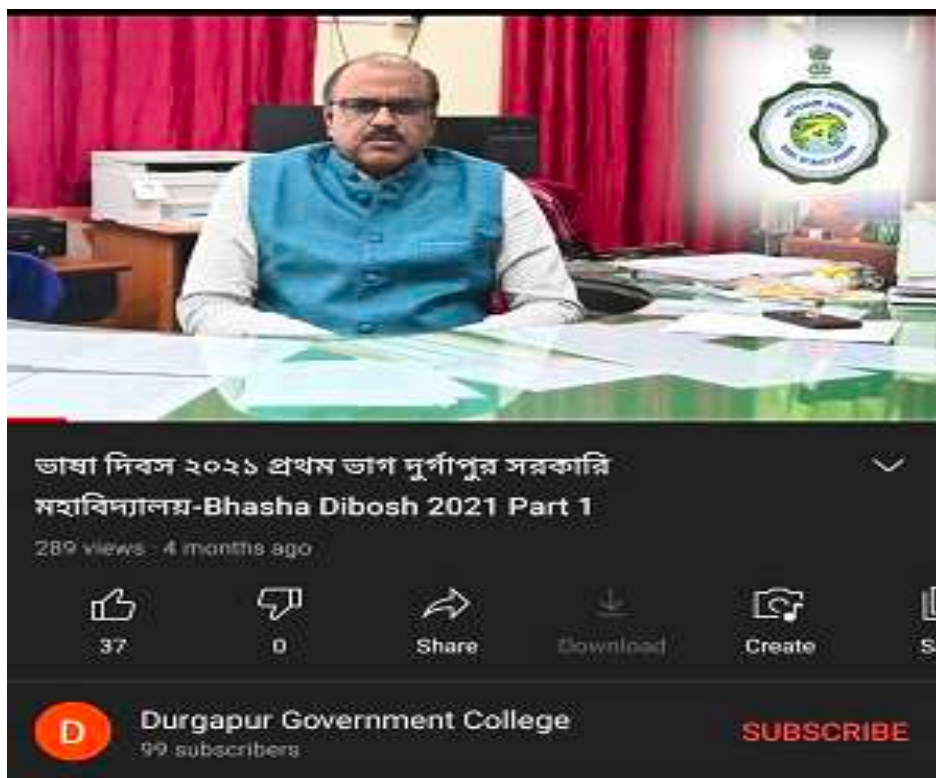 ভাষা দিবস ২০২১ প্রথম ভাগ দুর্গাপুর সরকারি
মহাবিদ্যালয়-Bhasha Dibosh 2021 Part 1
289 views · 4 months ago
37
0
Share
Download
Create
D
Durgapur Government College
99 subscribers
SUBSCRIBE